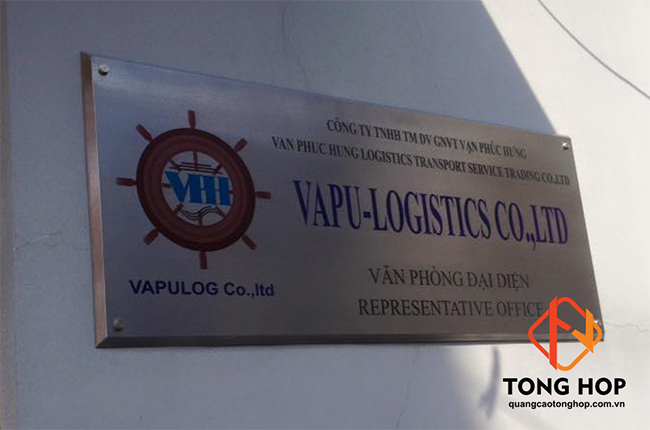 CÔNG TY TNHH TM DV GNVT VẠN PHÚC HƯNG
VAN PHUC HUNG LOGISTICS TRANSPORT SERVICE TRADING CO.,LTD
VPH
VAPU-LOGISTICS CO.,LTD
VAPULOG Co.,ltd
VĂN PHÒNG ĐẠI DIỆN
REPRESENTATIVE OFFICE
TONG HOP
quangcaotonghop.com.vn